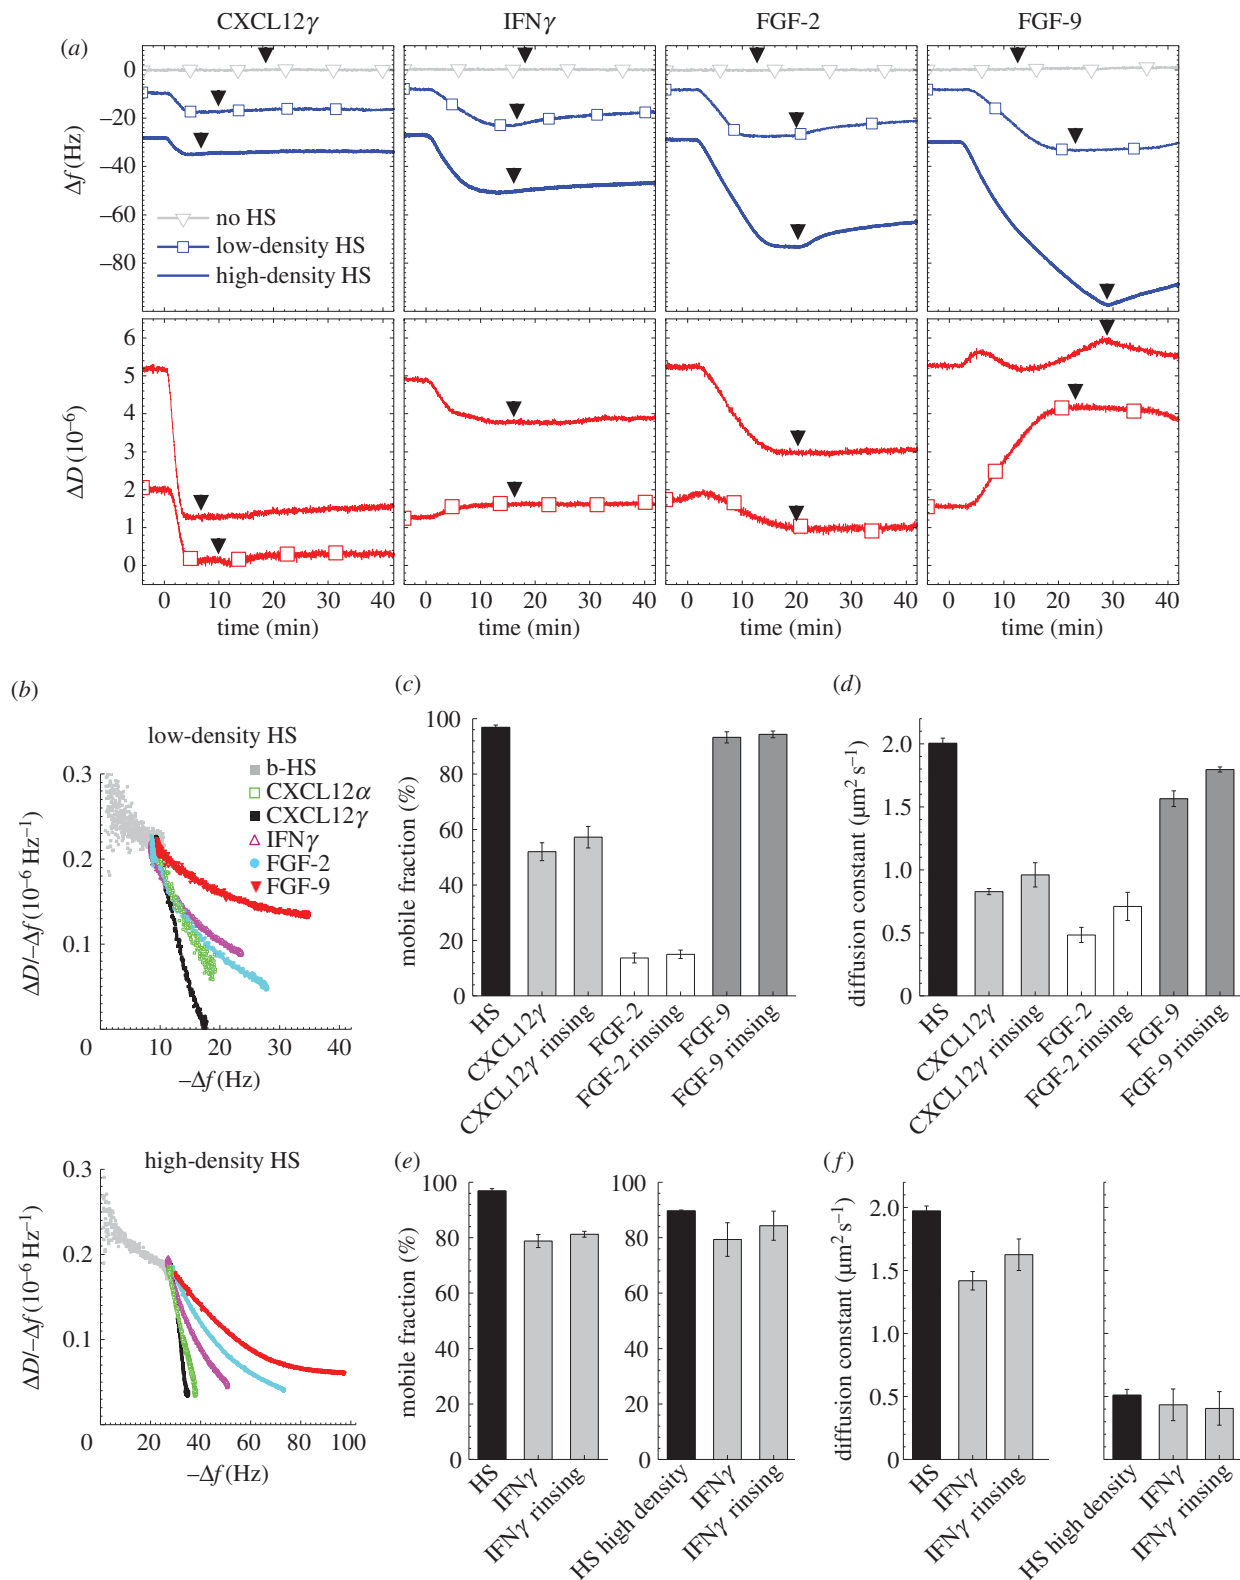 CXCL12γ IFNγ FGF-2 FGF-9
(a)
0
−20
−40
−60
−80
Δf (Hz)
no HS
low-density HS
high-density HS
6
5
4
3
2
1
0
ΔD (10⁻⁶)
0 10 20 30 40 0 10 20 30 40 0 10 20 30 40 0 10 20 30 40
time (min) time (min) time (min) time (min)
(b)
low-density HS
b-HS
CXCL12α
CXCL12γ
IFNγ
FGF-2
FGF-9
0.3
0.2
0.1
ΔD/−Δf (10⁻⁶ Hz⁻¹)
0 10 20 30 40
−Δf (Hz)
high-density HS
0.3
0.2
0.1
ΔD/−Δf (10⁻⁶ Hz⁻¹)
0 20 40 60 80 100
−Δf (Hz)
(c)
100
80
60
40
20
0
mobile fraction (%)
HS
CXCL12γ
CXCL12γ rinsing
FGF-2
FGF-2 rinsing
FGF-9
FGF-9 rinsing
(d)
2.0
1.5
1.0
0.5
0
diffusion constant (μm² s⁻¹)
HS
CXCL12γ
CXCL12γ rinsing
FGF-2
FGF-2 rinsing
FGF-9
FGF-9 rinsing
(e)
100
80
60
40
20
0
mobile fraction (%)
HS
IFNγ
IFNγ rinsing
100
80
60
40
20
0
HS high density
IFNγ
IFNγ rinsing
(f)
2.0
1.5
1.0
0.5
0
diffusion constant (μm² s⁻¹)
HS
IFNγ
IFNγ rinsing
HS high density
IFNγ
IFNγ rinsing